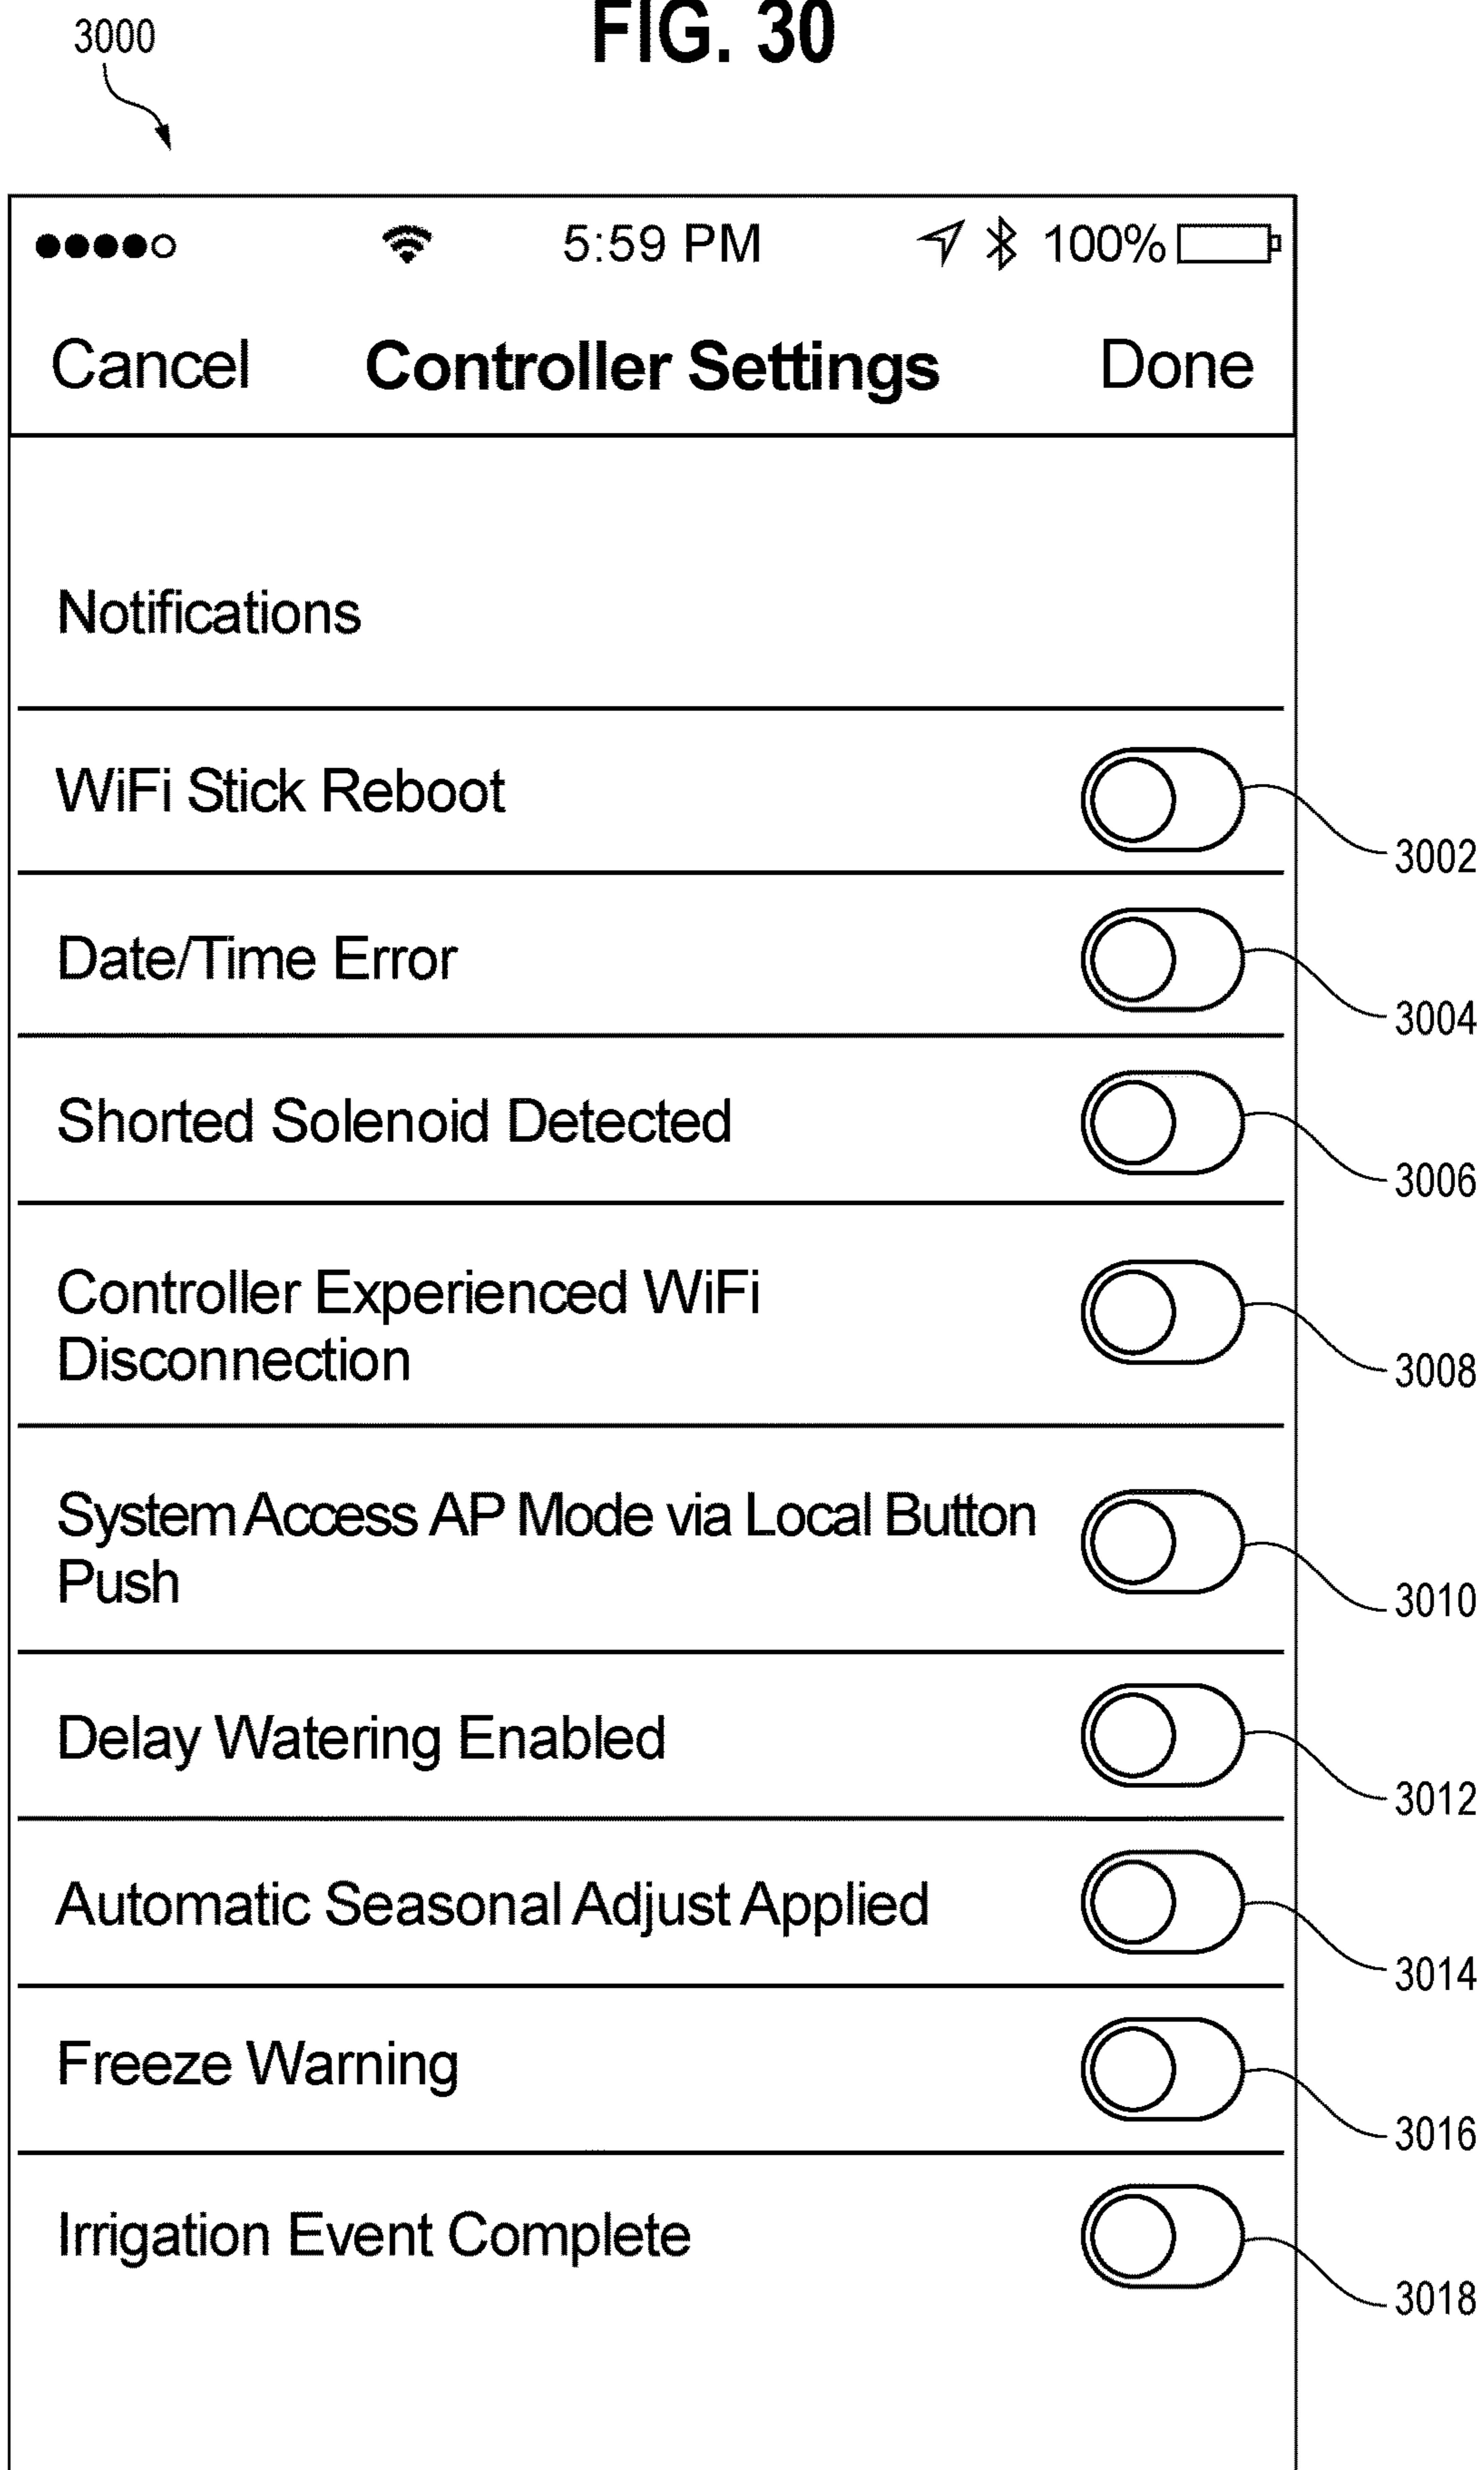 FIG. 30
3000
5:59 PM 100%
Cancel Controller Settings Done
Notifications
WiFi Stick Reboot
3002
Date/Time Error
3004
Shorted Solenoid Detected
3006
Controller Experienced WiFi
Disconnection
3008
System Access AP Mode via Local Button
Push
3010
Delay Watering Enabled
3012
Automatic Seasonal Adjust Applied
3014
Freeze Warning
3016
Irrigation Event Complete
3018